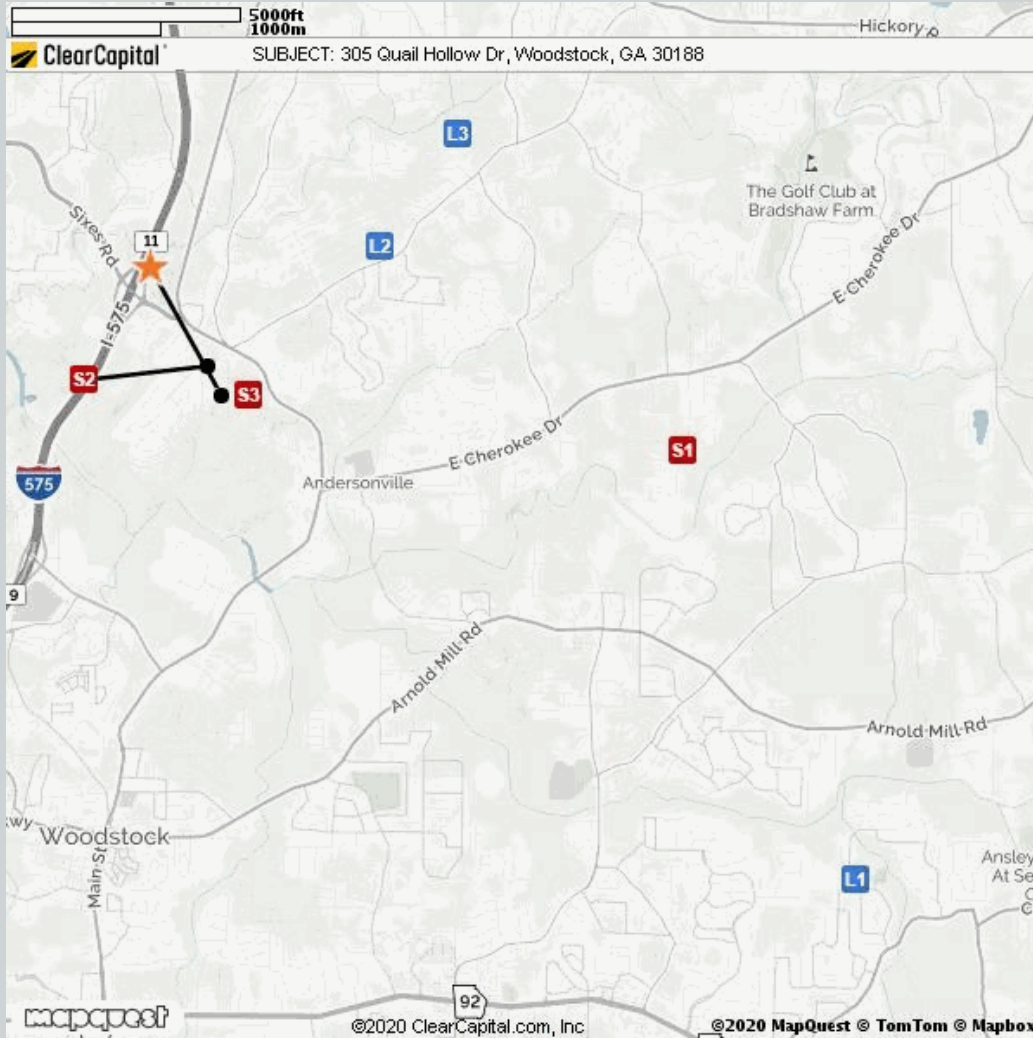 5000ft
1000m
Hickory
ClearCapital
SUBJECT: 305 Quail Hollow Dr, Woodstock, GA 30188
L3
The Golf Club at
Bradshaw Farm
Sixes Rd
11
L2
E Cherokee Dr
I-575
S2
S3
E Cherokee Dr
S1
575
Andersonville
9
Arnold Mill Rd
Arnold Mill Rd
Woodstock
Main St
L1
Ansley
At Se
92
mapquest
©2020 ClearCapital.com, Inc
©2020 MapQuest © TomTom © Mapbox